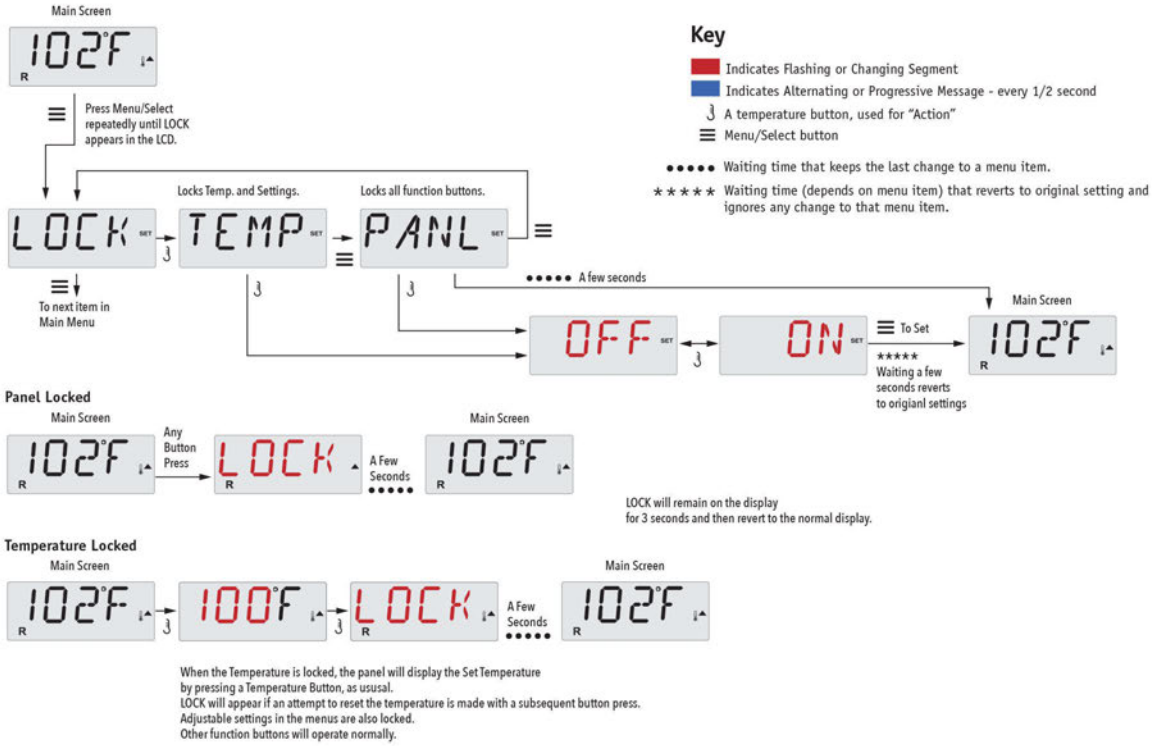 Main Screen
102°F
R
Press Menu/Select
repeatedly until LOCK
appears in the LCD.
Key
Indicates Flashing or Changing Segment
Indicates Alternating or Progressive Message - every 1/2 second
A temperature button, used for “Action”
Menu/Select button
••••• Waiting time that keeps the last change to a menu item.
***** Waiting time (depends on menu item) that reverts to original setting and
ignores any change to that menu item.
Locks Temp. and Settings.
Locks all function buttons.
LOCK SET
TEMP SET
PANL SET
To next item in
Main Menu
••••• A few seconds
OFF SET
ON SET
To Set
*****
Waiting a few
seconds reverts
to origianl settings
Main Screen
102°F
R
Panel Locked
Main Screen
102°F
R
Any
Button
Press
LOCK
R
A Few
Seconds
•••••
Main Screen
102°F
R
LOCK will remain on the display
for 3 seconds and then revert to the normal display.
Temperature Locked
Main Screen
102°F
R
100°F
LOCK
R
A Few
Seconds
•••••
Main Screen
102°F
R
When the Temperature is locked, the panel will display the Set Temperature
by pressing a Temperature Button, as ususal.
LOCK will appear if an attempt to reset the temperature is made with a subsequent button press.
Adjustable settings in the menus are also locked.
Other function buttons will operate normally.